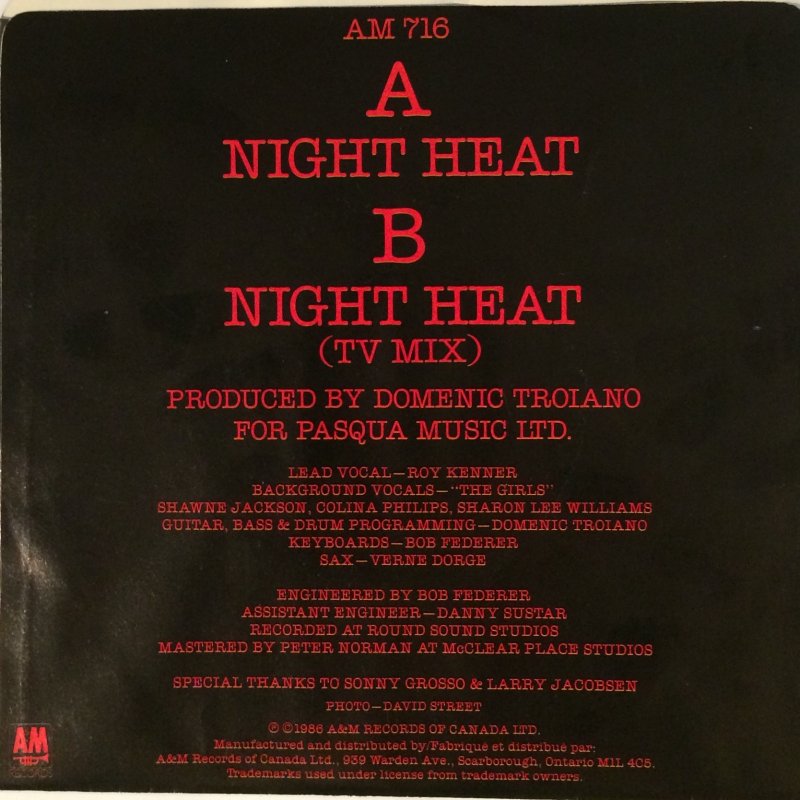 AM 716
A
NIGHT HEAT
B
NIGHT HEAT
(TV MIX)
PRODUCED BY DOMENIC TROIANO
FOR PASQUA MUSIC LTD.
LEAD VOCAL—ROY KENNER
BACKGROUND VOCALS—"THE GIRLS"
SHAWNE JACKSON, COLINA PHILIPS, SHARON LEE WILLIAMS
GUITAR, BASS & DRUM PROGRAMMING—DOMENIC TROIANO
KEYBOARDS—BOB FEDERER
SAX—VERNE DORGE
ENGINEERED BY BOB FEDERER
ASSISTANT ENGINEER—DANNY SUSTAR
RECORDED AT ROUND SOUND STUDIOS
MASTERED BY PETER NORMAN AT McCLEAR PLACE STUDIOS
SPECIAL THANKS TO SONNY GROSSO & LARRY JACOBSEN
PHOTO—DAVID STREET
℗ ©1986 A&M RECORDS OF CANADA LTD.
Manufactured and distributed by/Fabriqué et distribué par:
A&M Records of Canada Ltd., 939 Warden Ave., Scarborough, Ontario M1L 4C5.
Trademarks used under license from trademark owners.
A&M
RECORDS